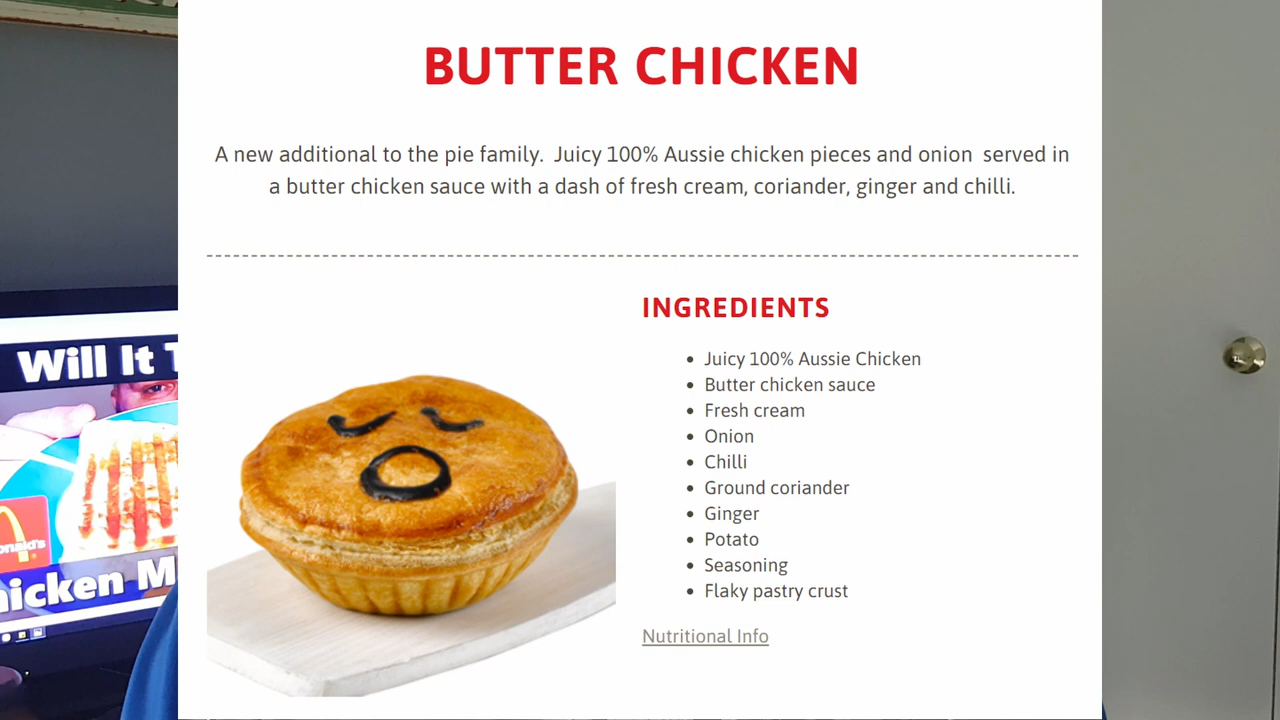 BUTTER CHICKEN
A new additional to the pie family.  Juicy 100% Aussie chicken pieces and onion  served in
a butter chicken sauce with a dash of fresh cream, coriander, ginger and chilli.
INGREDIENTS
Juicy 100% Aussie Chicken
Butter chicken sauce
Fresh cream
Onion
Chilli
Ground coriander
Ginger
Potato
Seasoning
Flaky pastry crust
Nutritional Info
Will It